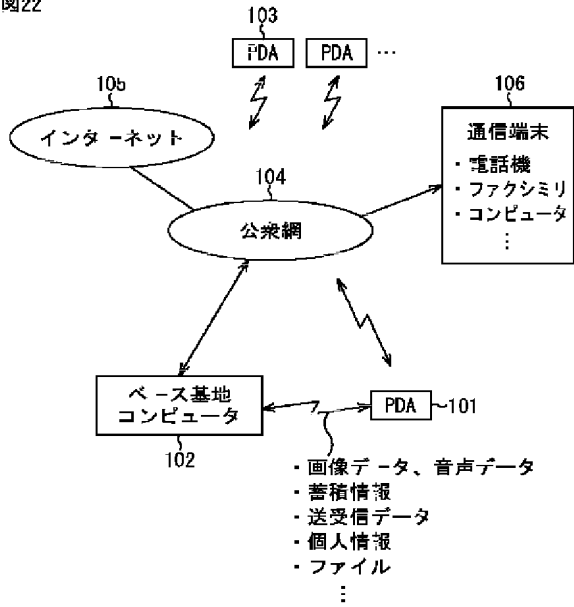 図22
103
PDA
PDA
…
105
インターネット
106
通信端末
・電話機
・ファクシミリ
・コンピュータ
⋮
104
公衆網
ベース基地
コンピュータ
102
PDA
101
・画像データ、音声データ
・蓄積情報
・送受信データ
・個人情報
・ファイル
⋮